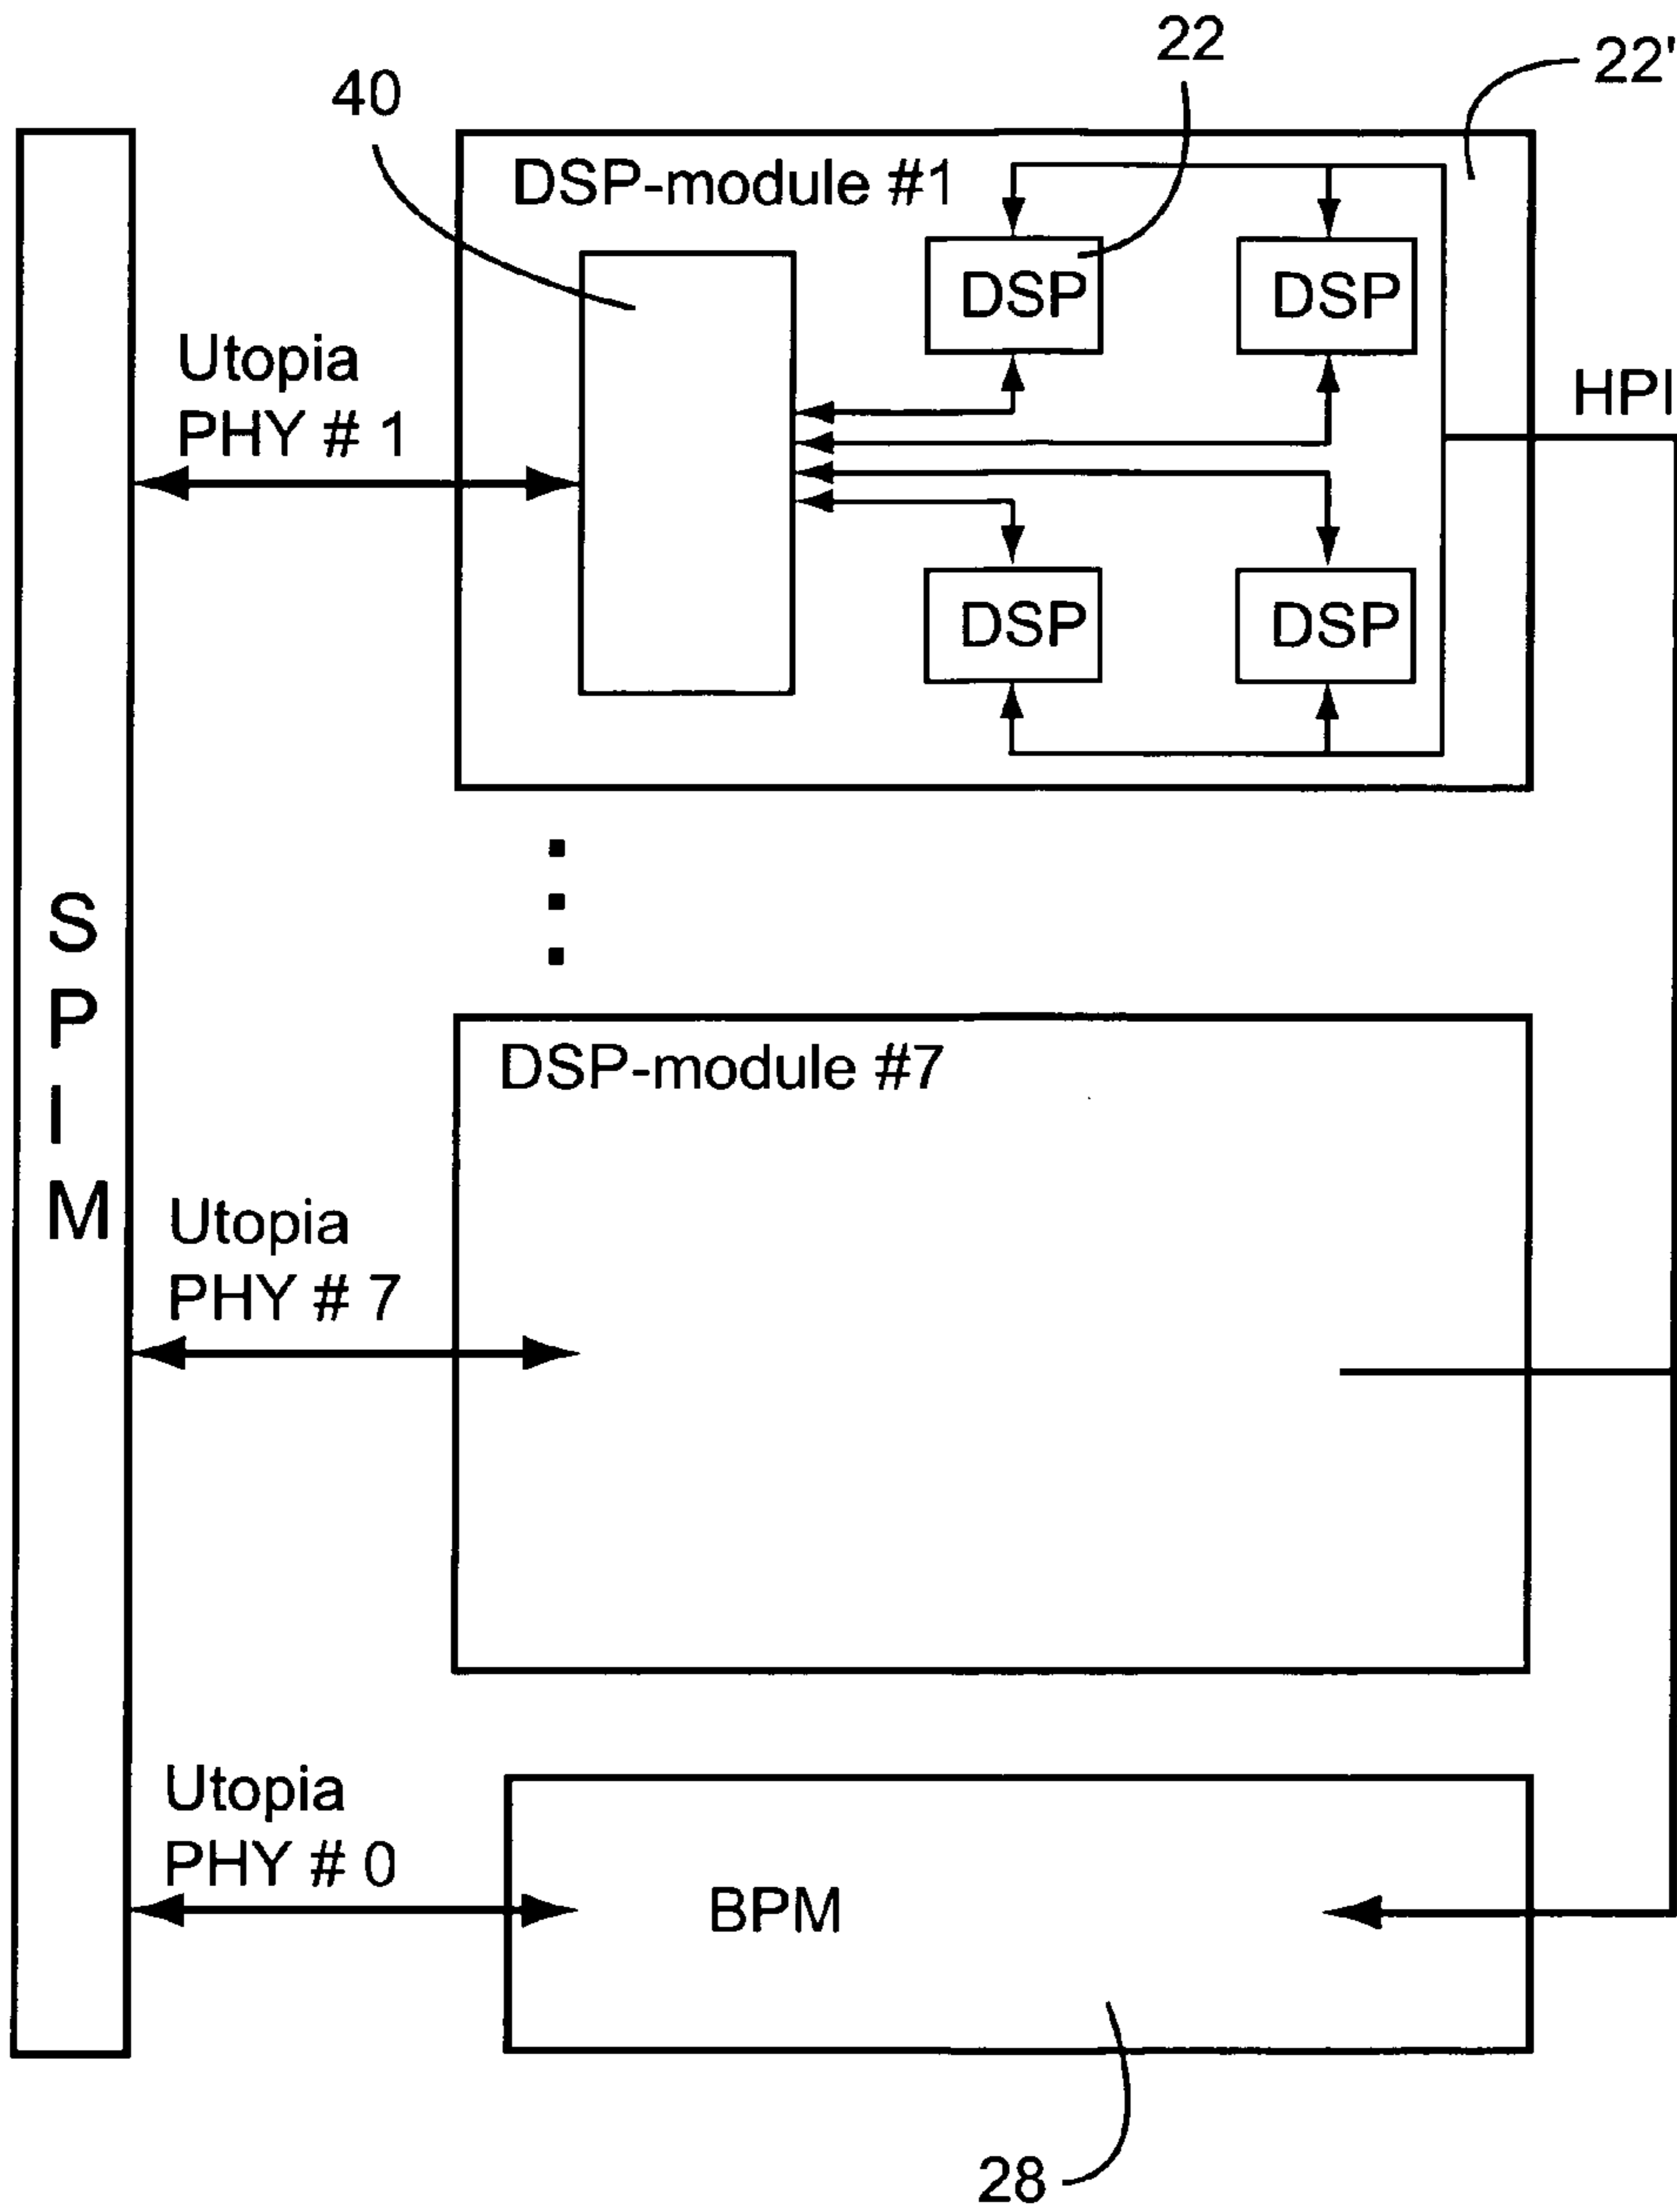 22
22'
40
DSP-module #1
DSP
DSP
Utopia
PHY # 1
HPI
DSP
DSP
S
P
I
M
DSP-module #7
Utopia
PHY # 7
Utopia
PHY # 0
BPM
28